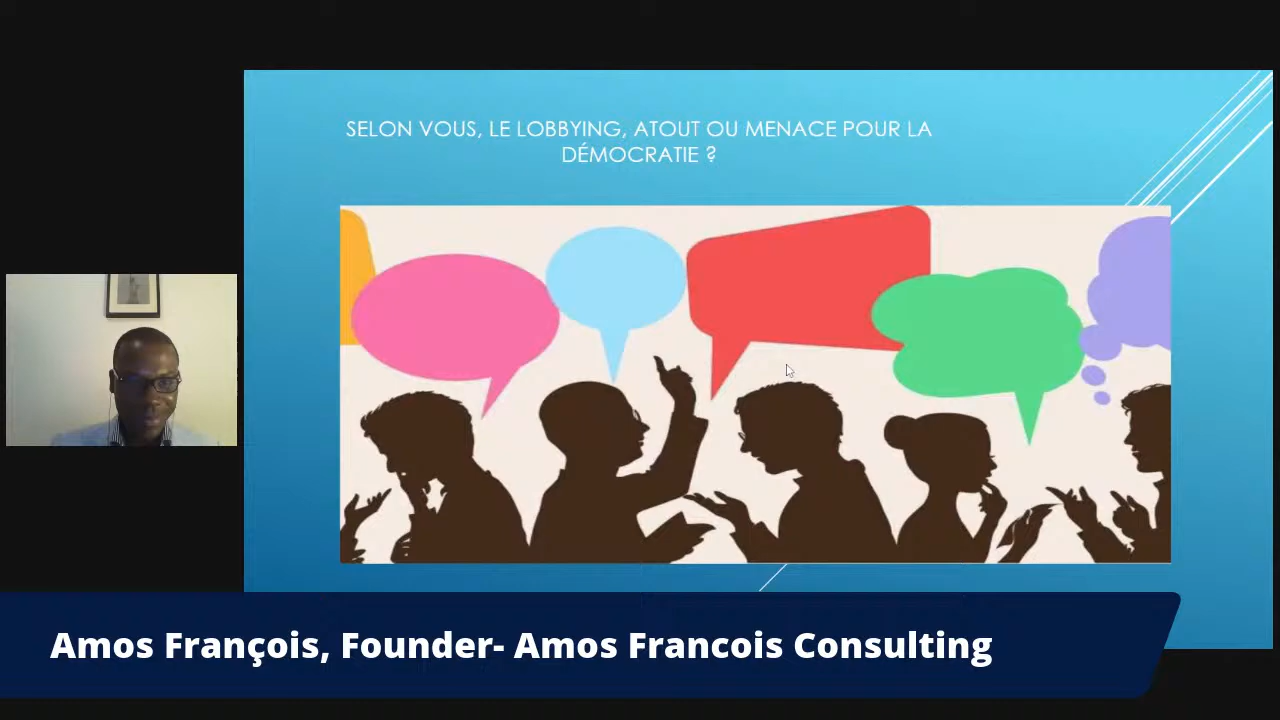 SELON VOUS, LE LOBBYING, ATOUT OU MENACE POUR LA
DÉMOCRATIE ?
Amos François, Founder- Amos Francois Consulting